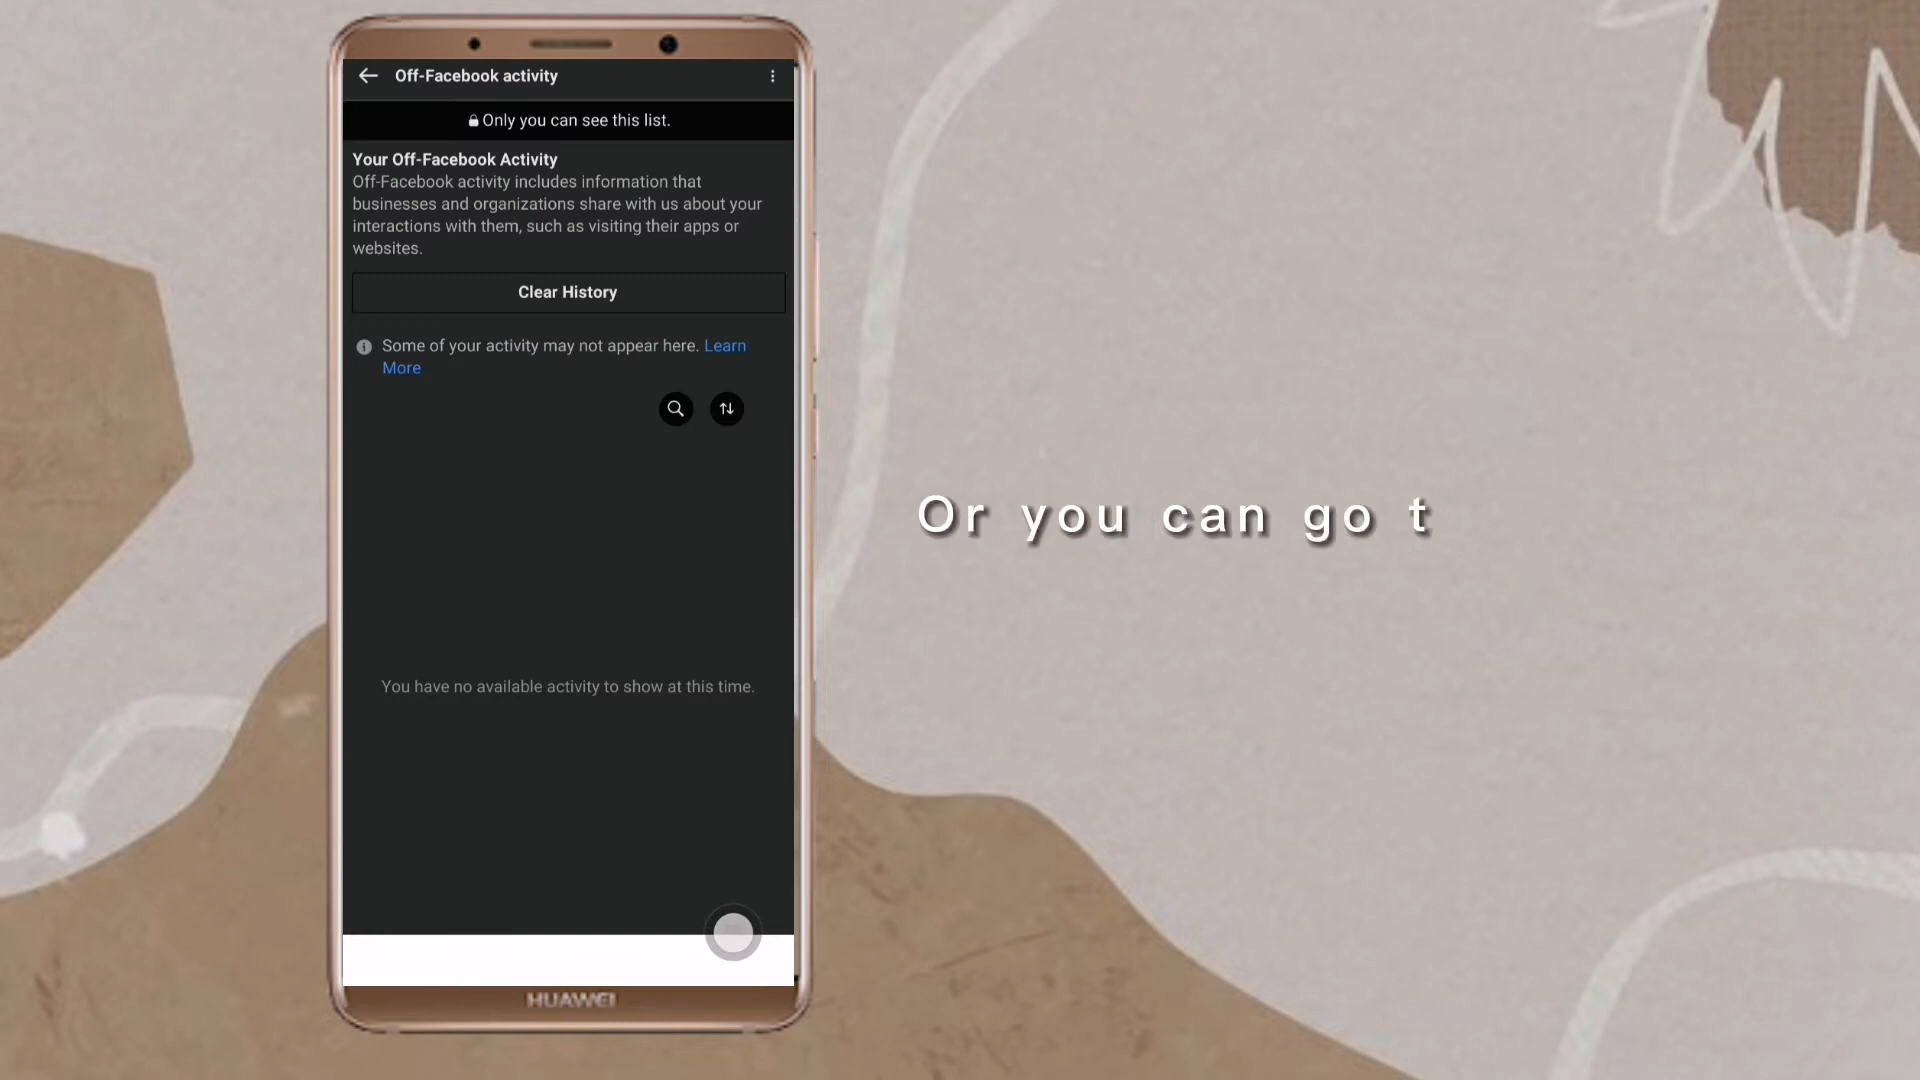 Off-Facebook activity
Only you can see this list.
Your Off-Facebook Activity
Off-Facebook activity includes information that
businesses and organizations share with us about your
interactions with them, such as visiting their apps or
websites.
Clear History
Some of your activity may not appear here. Learn
More
You have no available activity to show at this time.
HUAWEI
Or you can go t